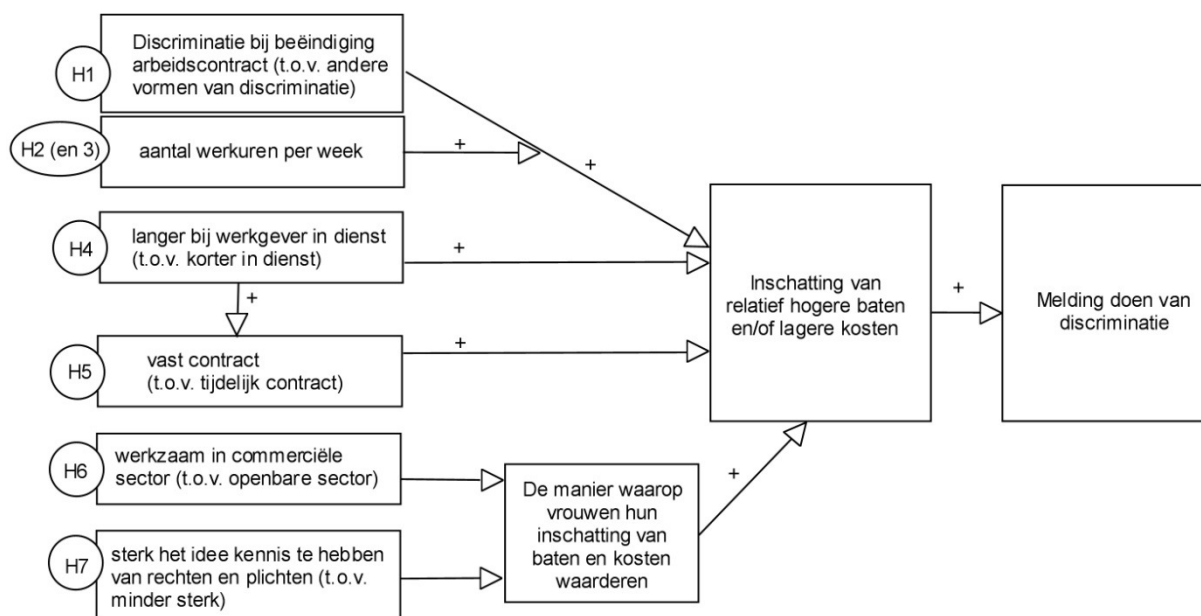 H1
Discriminatie bij beëindiging
arbeidscontract (t.o.v. andere
vormen van discriminatie)
H2 (en 3)
aantal werkuren per week
+
+
+
H4
langer bij werkgever in dienst
(t.o.v. korter in dienst)
+
+
H5
vast contract
(t.o.v. tijdelijk contract)
+
H6
werkzaam in commerciële
sector (t.o.v. openbare sector)
H7
sterk het idee kennis te hebben
van rechten en plichten (t.o.v.
minder sterk)
De manier waarop
vrouwen hun
inschatting van
baten en kosten
waarderen
+
Inschatting van
relatief hogere baten
en/of lagere kosten
+
Melding doen van
discriminatie